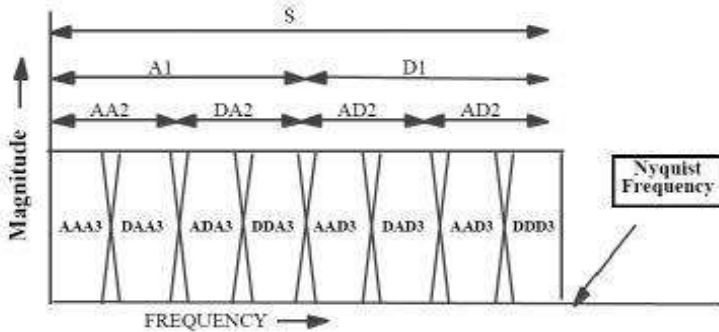 S
A1 D1
AA2 DA2 AD2 AD2
Magnitude
AAA3 DAA3 ADA3 DDA3 AAD3 DAD3 AAD3 DDD3
Nyquist
Frequency
FREQUENCY